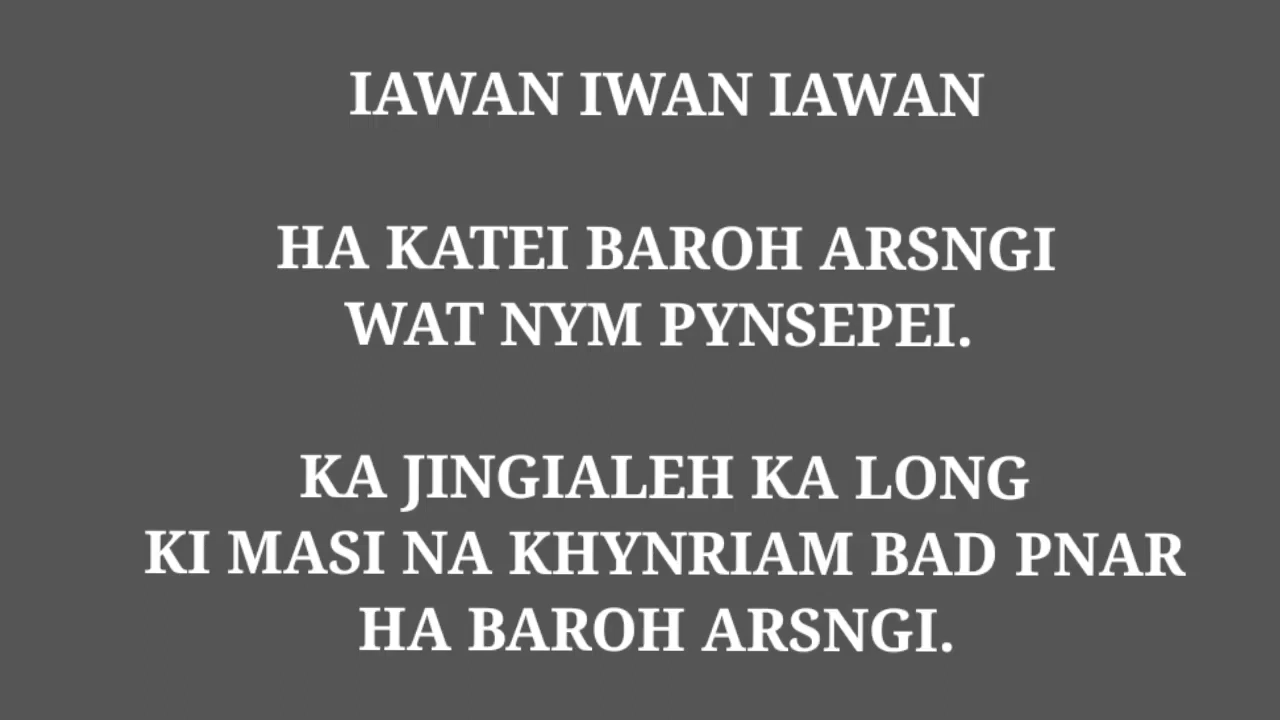 IAWAN IWAN IAWAN
HA KATEI BAROH ARSNGI
WAT NYM PYNSEPEI.
KA JINGIALEH KA LONG
KI MASI NA KHYNRIAM BAD PNAR
HA BAROH ARSNGI.